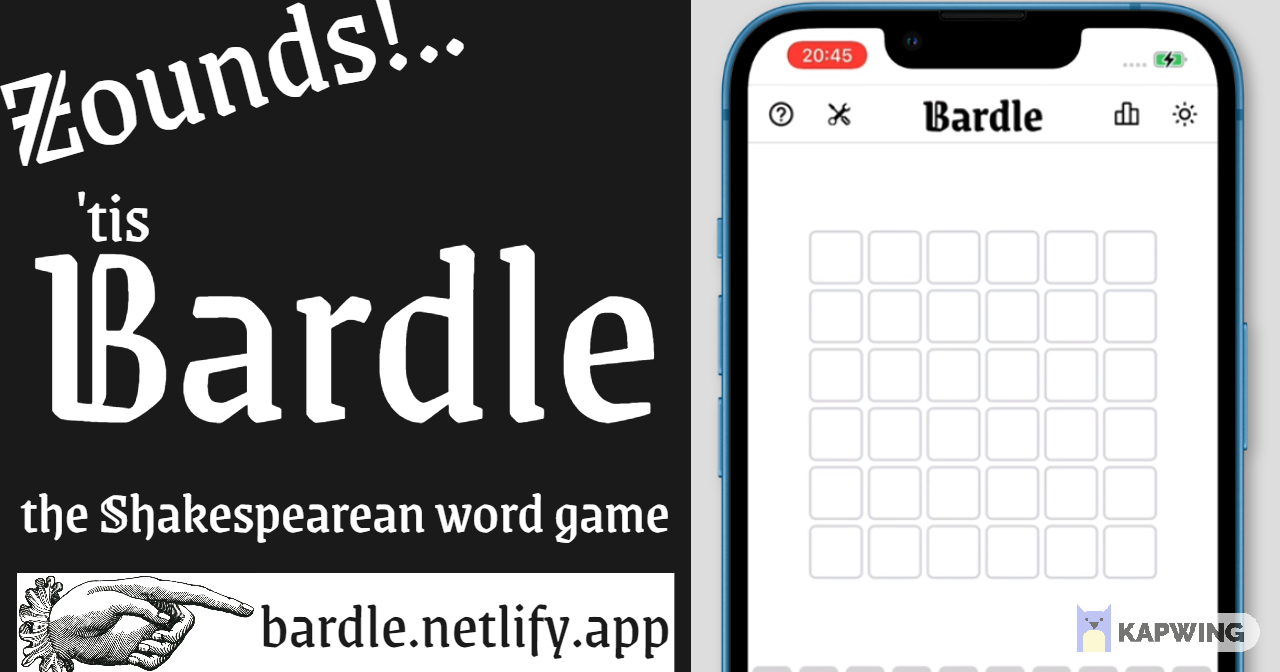 Zounds!..
'tis
Bardle
the Shakespearean word game
bardle.netlify.app
20:45
Bardle
KAPWING